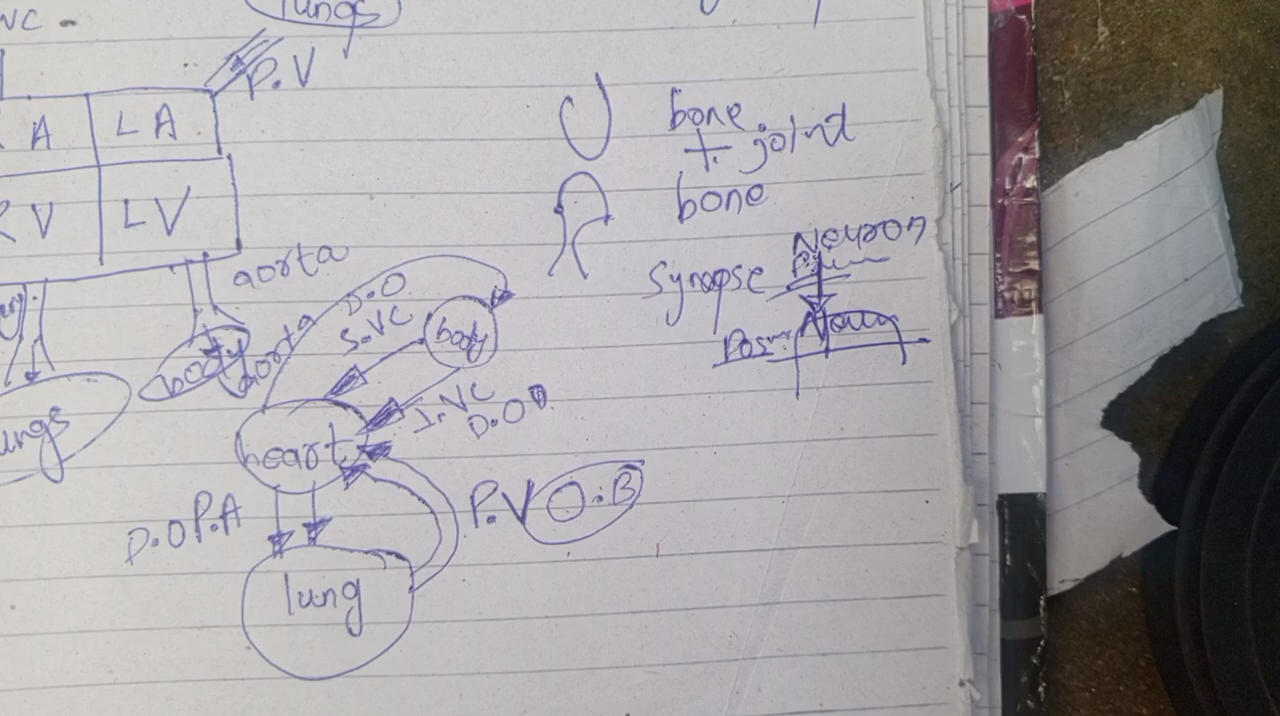 VC -
lungs
P.V
A
LA
V
LV
aorta
body
ungs
bone
+ joint
bone
Neuron
Synapse
D.O
S.VC
aorta
body
I.VC
D.O
heart
P.V O.B
D.O P.A
lung